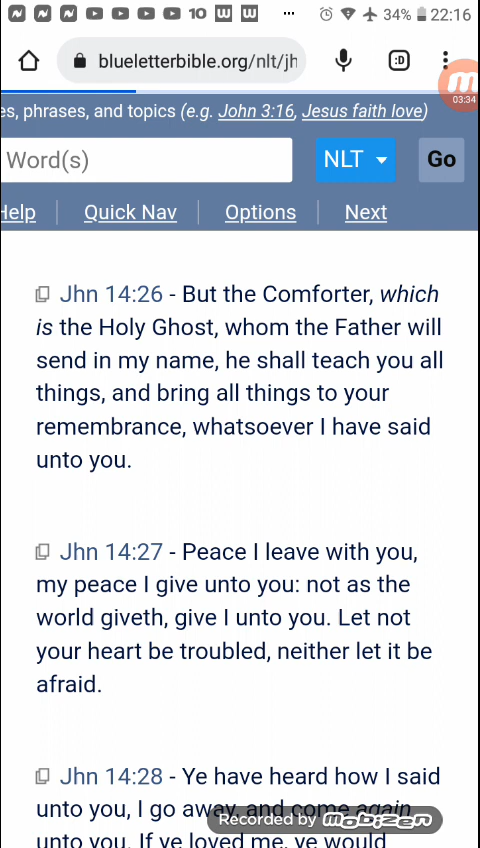 10 34% 22:16
blueletterbible.org/nlt/jh :D
03:34
es, phrases, and topics (e.g. John 3:16, Jesus faith love)
Word(s) NLT Go
Help Quick Nav Options Next
Jhn 14:26 - But the Comforter, which
is the Holy Ghost, whom the Father will
send in my name, he shall teach you all
things, and bring all things to your
remembrance, whatsoever I have said
unto you.
Jhn 14:27 - Peace I leave with you,
my peace I give unto you: not as the
world giveth, give I unto you. Let not
your heart be troubled, neither let it be
afraid.
Jhn 14:28 - Ye have heard how I said
unto you, I go away, and come again
Recorded by mobizen
unto you. If ye loved me, ye would